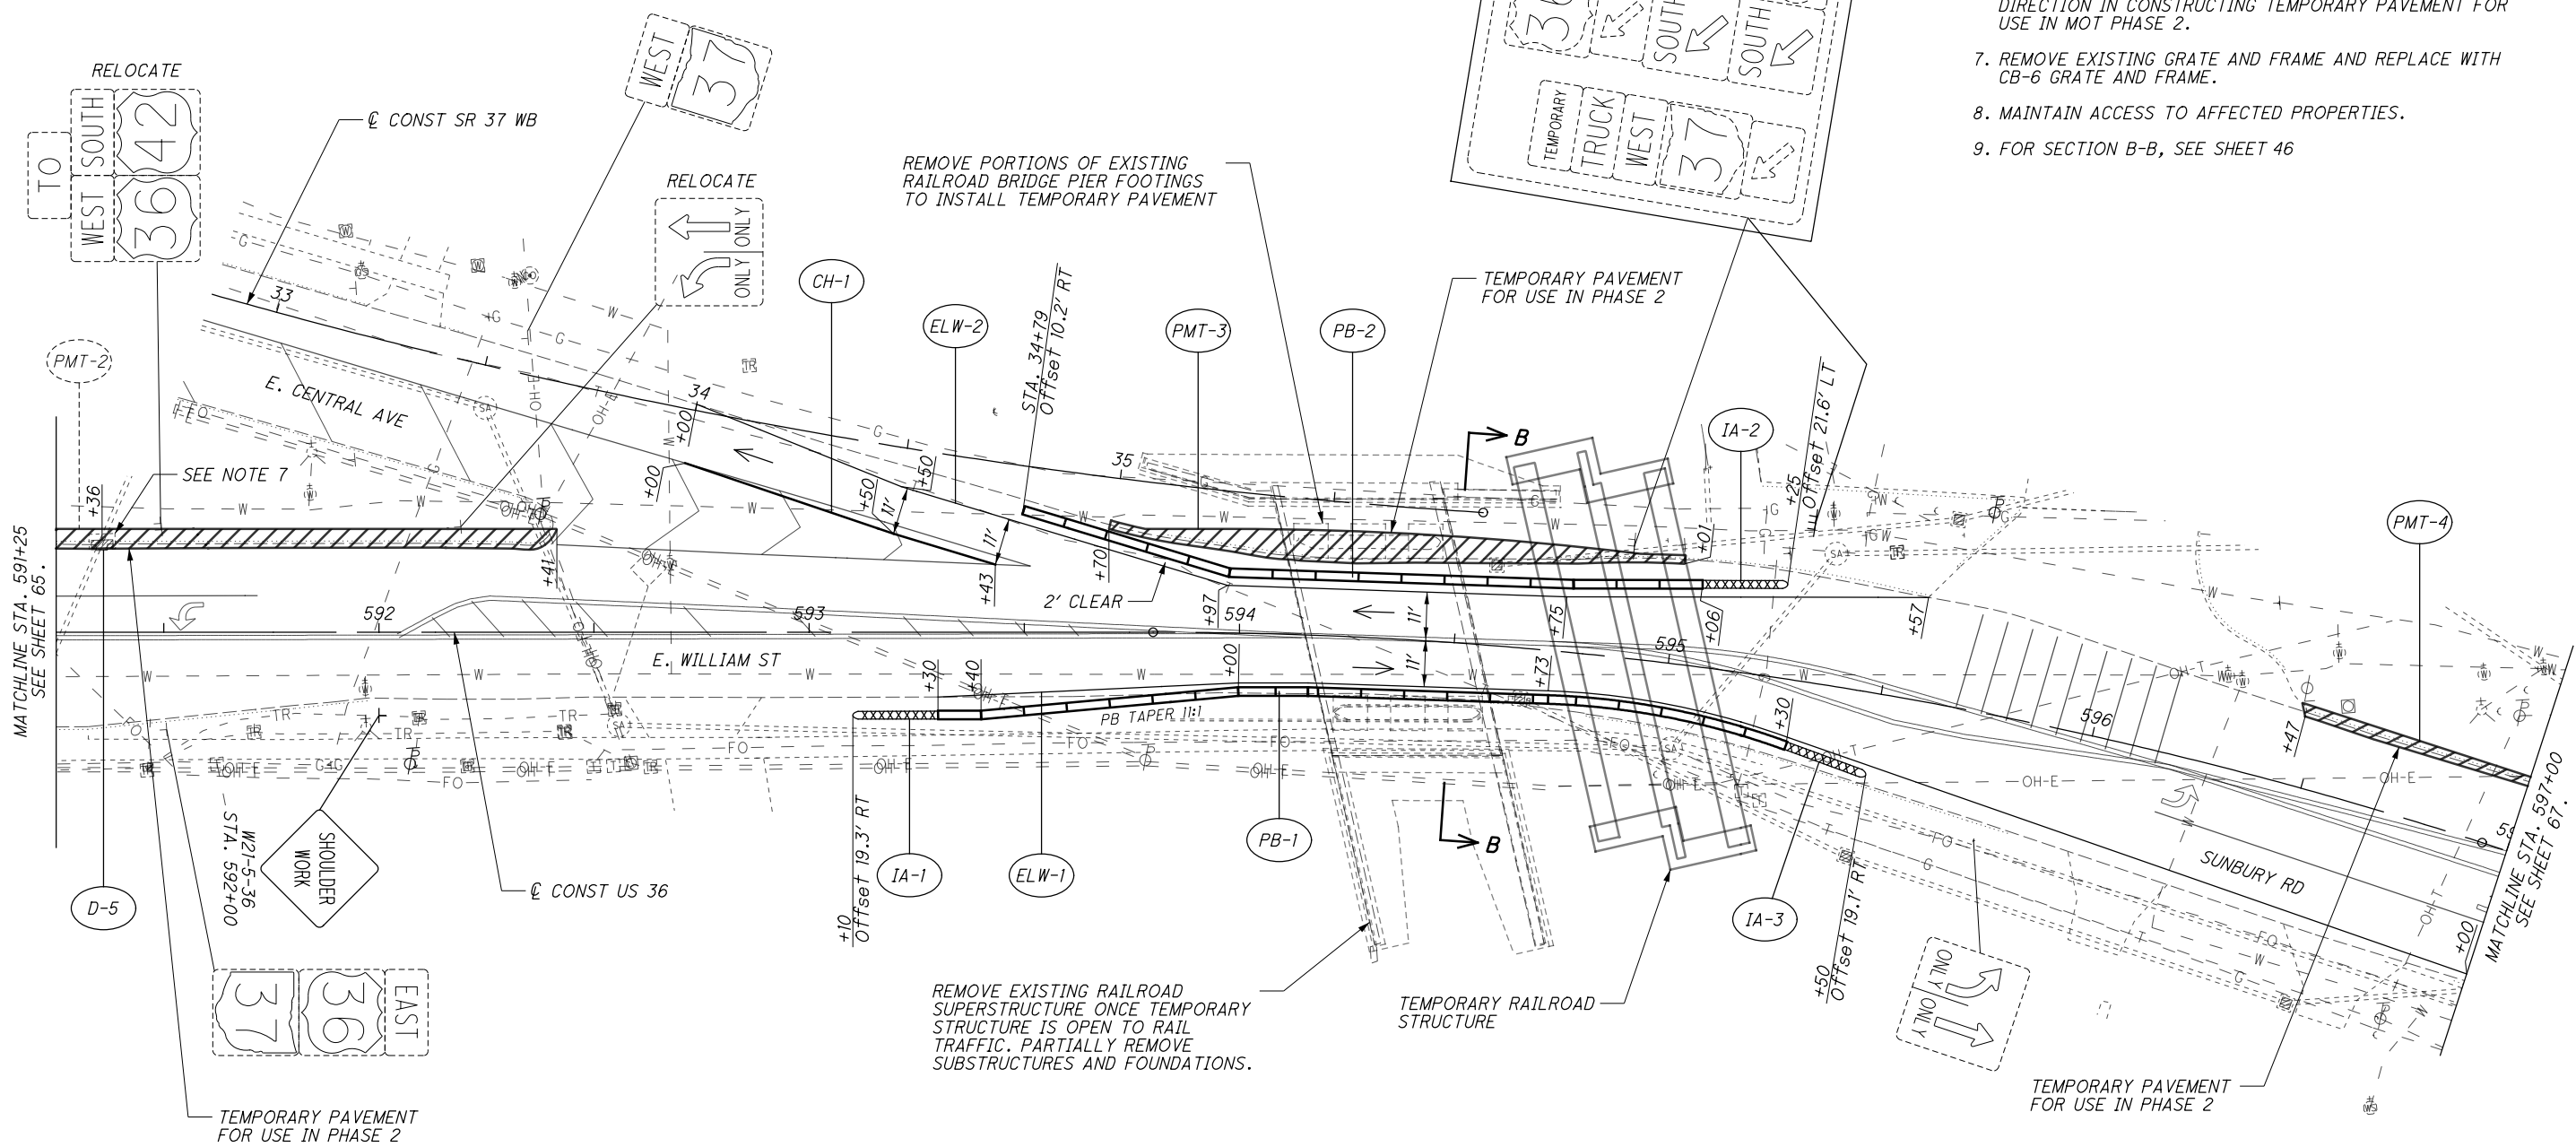 DIRECTION IN CONSTRUCTING TEMPORARY PAVEMENT FOR
USE IN MOT PHASE 2.
7. REMOVE EXISTING GRATE AND FRAME AND REPLACE WITH
CB-6 GRATE AND FRAME.
8. MAINTAIN ACCESS TO AFFECTED PROPERTIES.
9. FOR SECTION B-B, SEE SHEET 46
RELOCATE
TO
WEST SOUTH
36 42
WEST
37
℄ CONST SR 37 WB
RELOCATE
ONLY ONLY
REMOVE PORTIONS OF EXISTING
RAILROAD BRIDGE PIER FOOTINGS
TO INSTALL TEMPORARY PAVEMENT
36
SOUTH
SOUTH
TEMPORARY
TRUCK
WEST
37
TEMPORARY PAVEMENT
FOR USE IN PHASE 2
CH-1
ELW-2
STA. 34+79
Offset 10.2' RT
PMT-3
PB-2
IA-2
+25
Offset 21.6' LT
PMT-4
PMT-2
33
34
35
E. CENTRAL AVE
SEE NOTE 7
+36
+41
+00
+00
+50
+50
11'
11'
+43
+70
+97
2' CLEAR
B
+01
+06
+57
+75
+73
11'
11'
MATCHLINE STA. 591+25
SEE SHEET 65.
592
593
594
595
596
E. WILLIAM ST
+30
+40
+00
PB TAPER 11:1
+30
+47
W21-5-36
STA. 592+00
SHOULDER
WORK
℄ CONST US 36
+10
Offset 19.3' RT
IA-1
ELW-1
PB-1
B
IA-3
+50
Offset 19.1' RT
SUNBURY RD
+00
MATCHLINE STA. 597+00
SEE SHEET 67.
D-5
37 36 EAST
REMOVE EXISTING RAILROAD
SUPERSTRUCTURE ONCE TEMPORARY
STRUCTURE IS OPEN TO RAIL
TRAFFIC. PARTIALLY REMOVE
SUBSTRUCTURES AND FOUNDATIONS.
TEMPORARY RAILROAD
STRUCTURE
ONLY ONLY
TEMPORARY PAVEMENT
FOR USE IN PHASE 2
TEMPORARY PAVEMENT
FOR USE IN PHASE 2